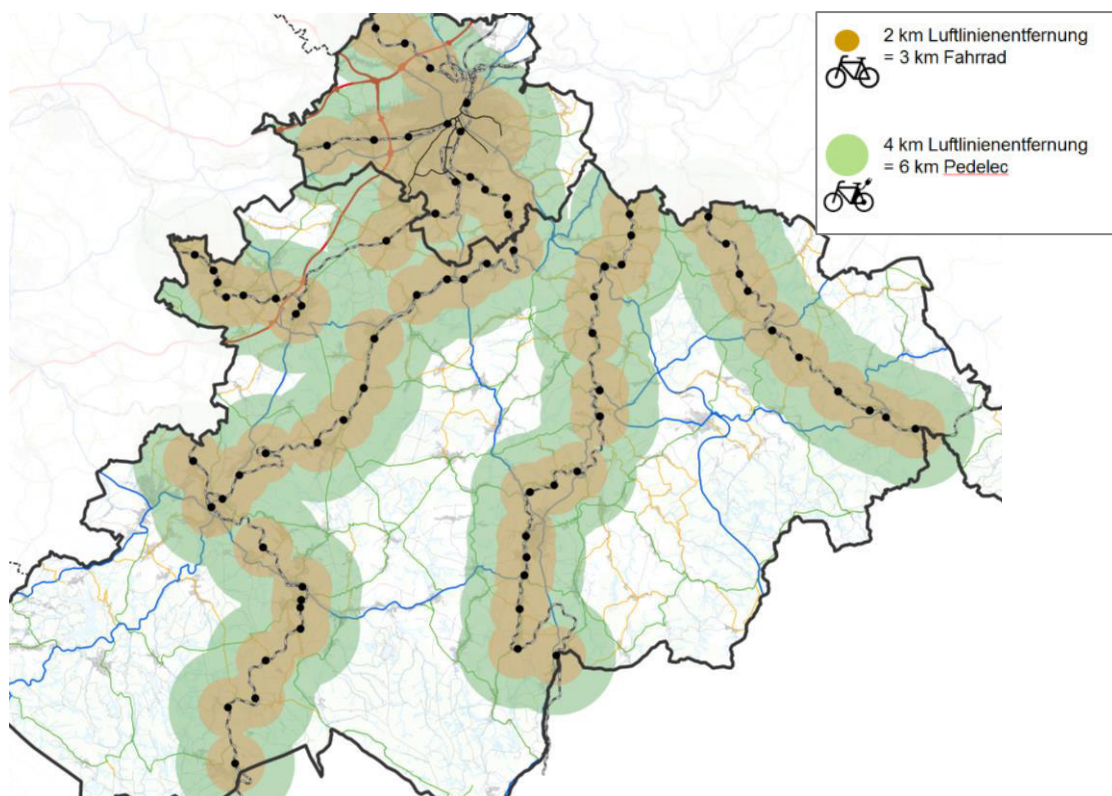 2 km Luftlinienentfernung
= 3 km Fahrrad
4 km Luftlinienentfernung
= 6 km Pedelec